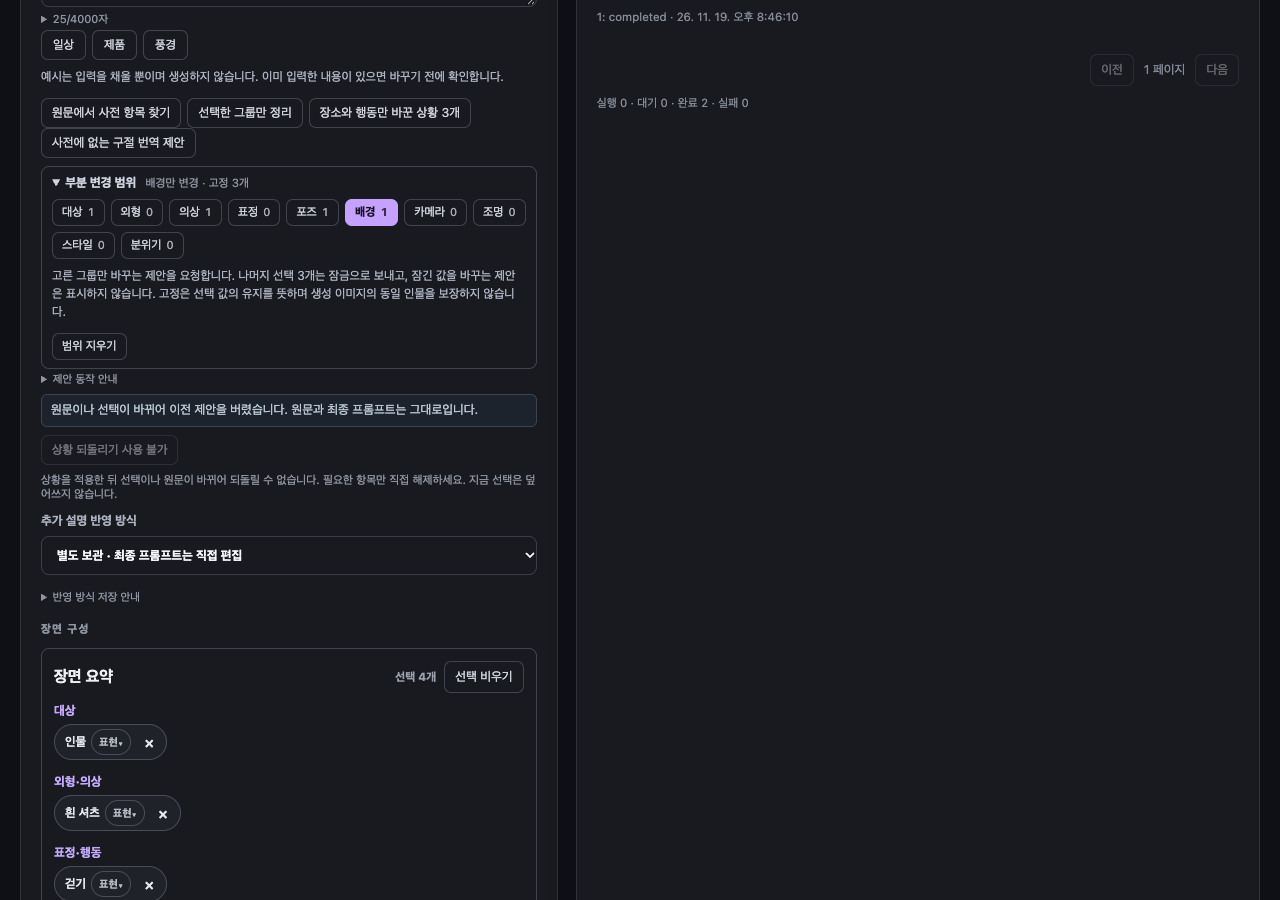 25/4000자
일상 제품 풍경
예시는 입력을 채울 뿐이며 생성하지 않습니다. 이미 입력한 내용이 있으면 바꾸기 전에 확인합니다.
원문에서 사전 항목 찾기 선택한 그룹만 정리 장소와 행동만 바꾼 상황 3개
사전에 없는 구절 번역 제안
▼ 부분 변경 범위 배경만 변경 · 고정 3개
대상 1 외형 0 의상 1 표정 0 포즈 1 배경 1 카메라 0 조명 0
스타일 0 분위기 0
고른 그룹만 바꾸는 제안을 요청합니다. 나머지 선택 3개는 잠금으로 보내고, 잠긴 값을 바꾸는 제안
은 표시하지 않습니다. 고정은 선택 값의 유지를 뜻하며 생성 이미지의 동일 인물을 보장하지 않습니
다.
범위 지우기
▶ 제안 동작 안내
원문이나 선택이 바뀌어 이전 제안을 버렸습니다. 원문과 최종 프롬프트는 그대로입니다.
상황 되돌리기 사용 불가
상황을 적용한 뒤 선택이나 원문이 바뀌어 되돌릴 수 없습니다. 필요한 항목만 직접 해제하세요. 지금 선택은 덮
어쓰지 않습니다.
추가 설명 반영 방식
별도 보관 · 최종 프롬프트는 직접 편집
▶ 반영 방식 저장 안내
장면 구성
장면 요약 선택 4개 선택 비우기
대상
인물 표현▾ ×
외형·의상
흰 셔츠 표현▾ ×
표정·행동
걷기 표현▾ ×
1: completed · 26. 11. 19. 오후 8:46:10
이전 1 페이지 다음
실행 0 · 대기 0 · 완료 2 · 실패 0